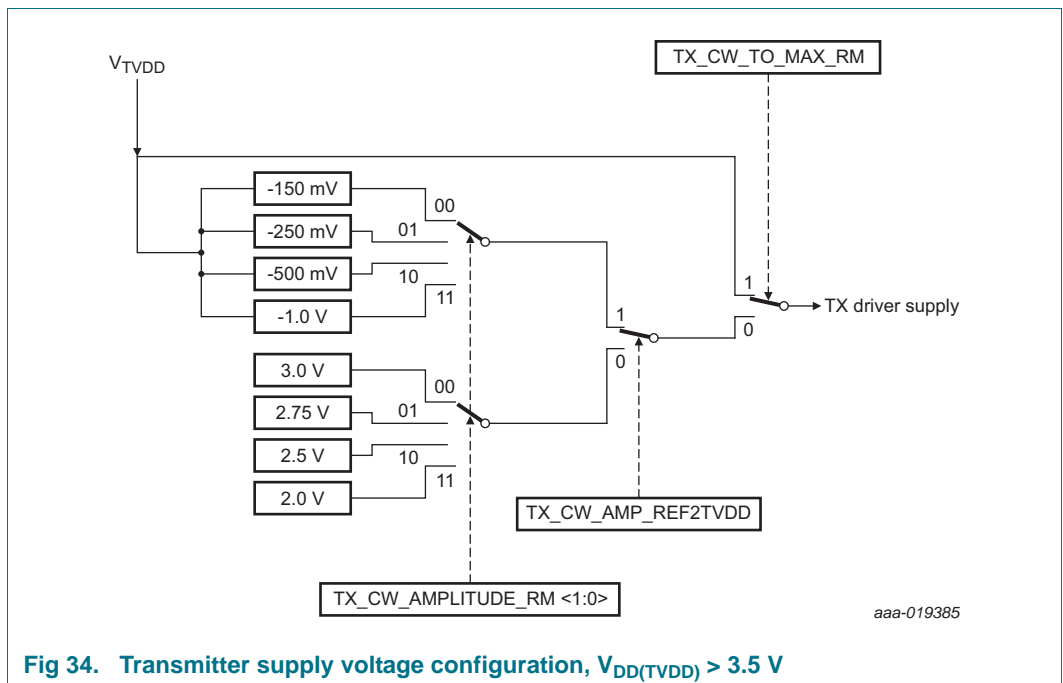 V_TVDD
TX_CW_TO_MAX_RM
-150 mV
-250 mV
-500 mV
-1.0 V
00
01
10
11
3.0 V
2.75 V
2.5 V
2.0 V
00
01
10
11
1
0
1
0
TX driver supply
TX_CW_AMP_REF2TVDD
TX_CW_AMPLITUDE_RM <1:0>
aaa-019385
Fig 34. Transmitter supply voltage configuration, V_DD(TVDD) > 3.5 V